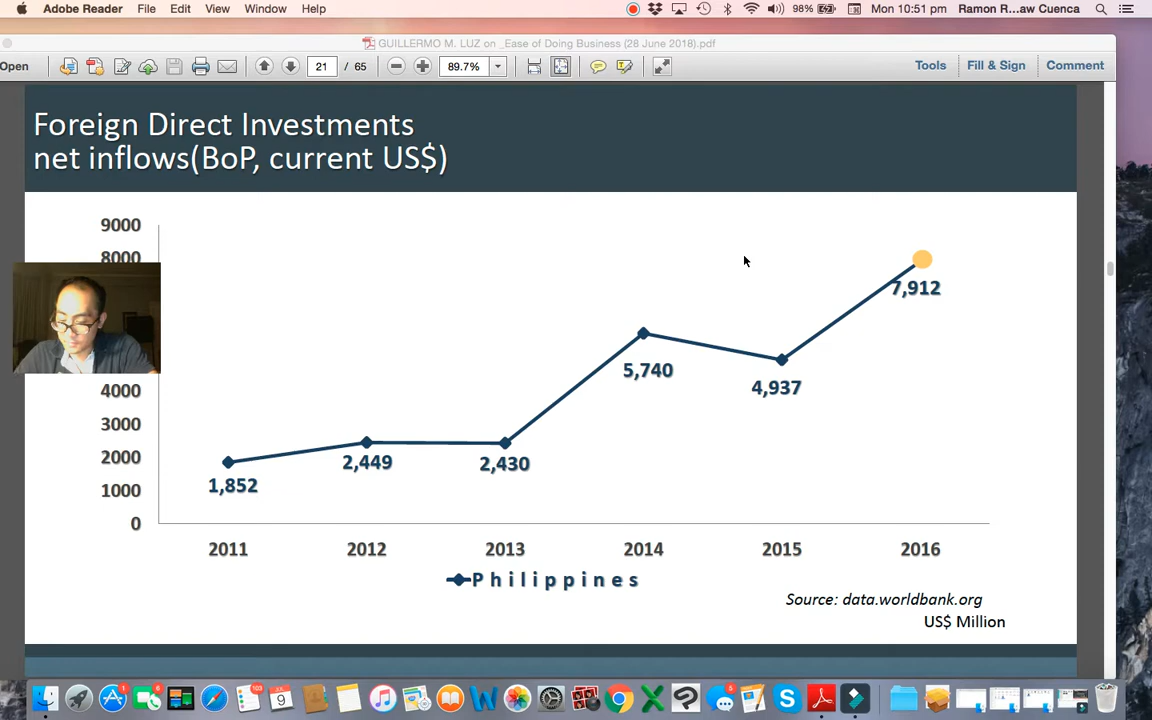 Adobe Reader File Edit View Window Help 98% Mon 10:51 pm Ramon R...aw Cuenca
GUILLERMO M. LUZ on _Ease of Doing Business (28 June 2018).pdf
Open 21 / 65 89.7% Tools Fill & Sign Comment
Foreign Direct Investments
net inflows(BoP, current US$)
9000
8000
7,912
5,740
4,937
4000
3000
2000
2,449
2,430
1,852
1000
0
2011 2012 2013 2014 2015 2016
Philippines
Source: data.worldbank.org
US$ Million